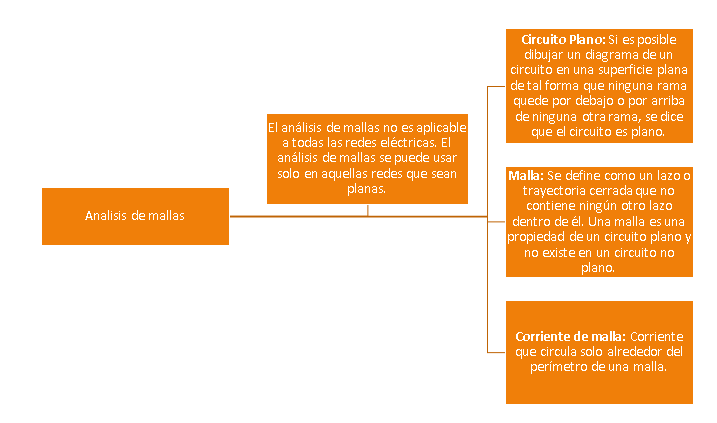 Analisis de mallas
El análisis de mallas no es aplicable
a todas las redes eléctricas. El
análisis de mallas se puede usar
solo en aquellas redes que sean
planas.
Circuito Plano: Si es posible
dibujar un diagrama de un
circuito en una superficie plana
de tal forma que ninguna rama
quede por debajo o por arriba
de ninguna otra rama, se dice
que el circuito es plano.
Malla: Se define como un lazo o
trayectoria cerrada que no
contiene ningún otro lazo
dentro de él. Una malla es una
propiedad de un circuito plano y
no existe en un circuito no
plano.
Corriente de malla: Corriente
que circula solo alrededor del
perímetro de una malla.